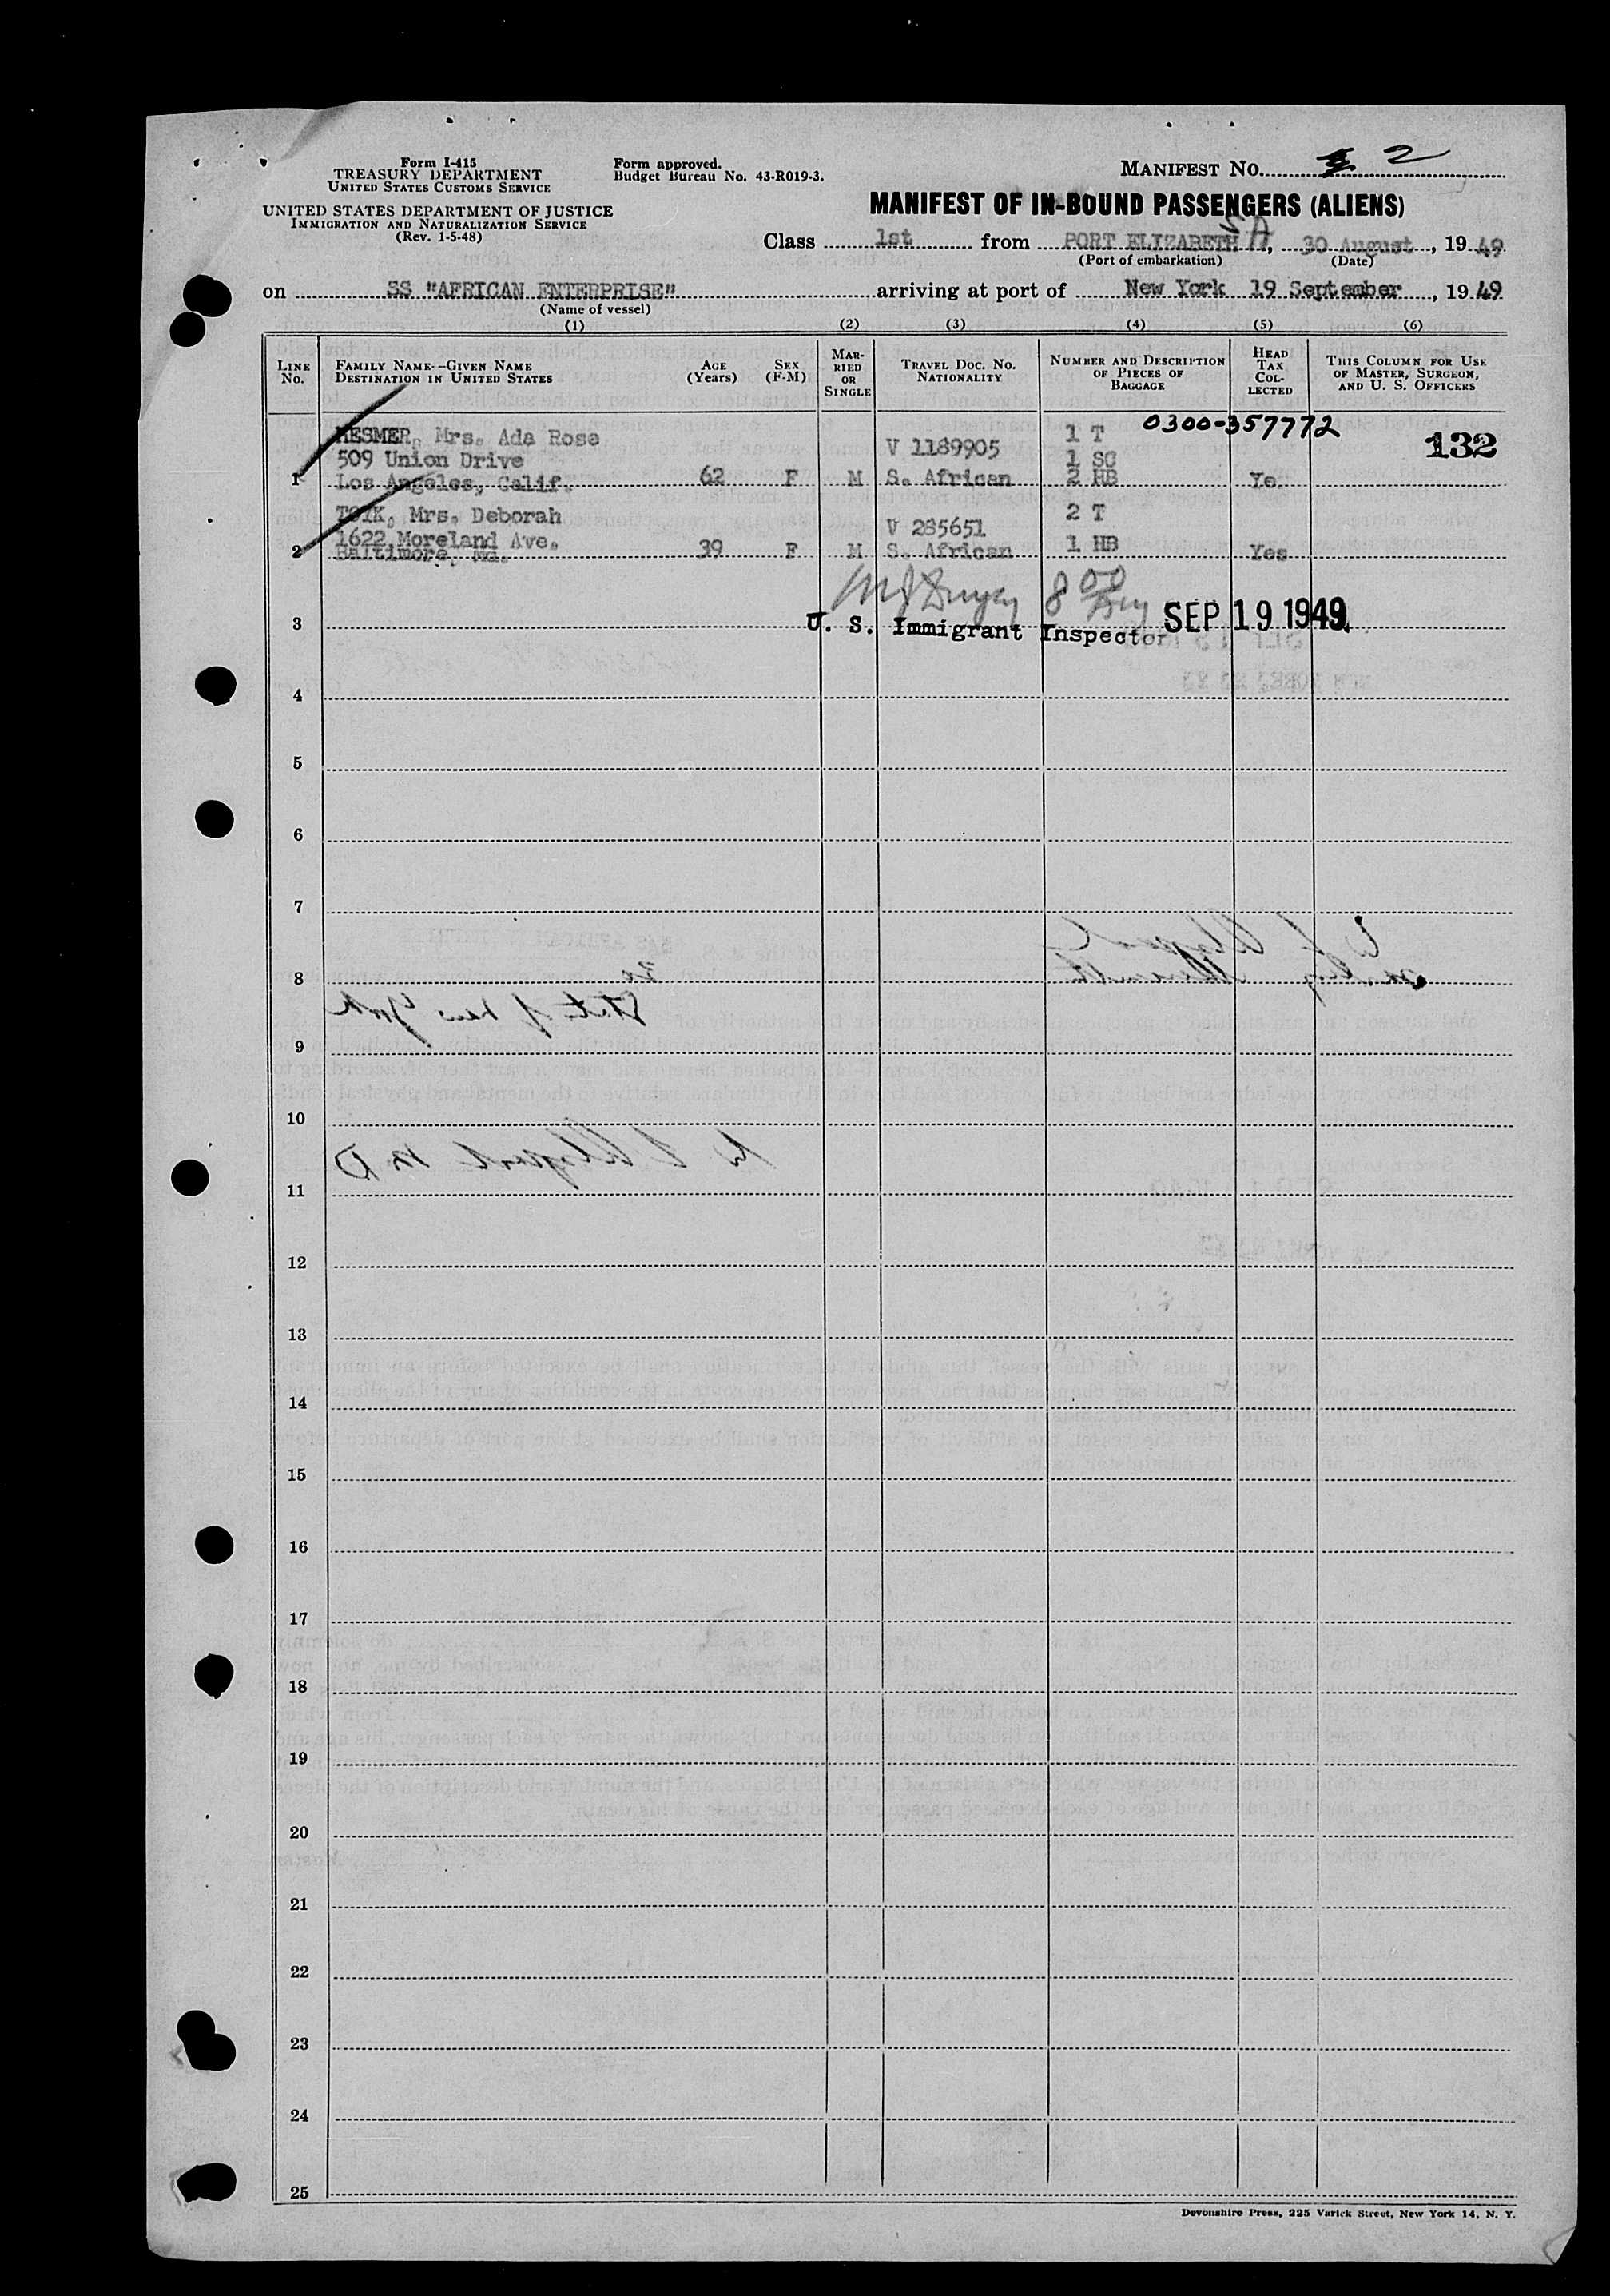 Form I-415
TREASURY DEPARTMENT
UNITED STATES CUSTOMS SERVICE
UNITED STATES DEPARTMENT OF JUSTICE
IMMIGRATION AND NATURALIZATION SERVICE
(Rev. 1-5-48)
Form approved.
Budget Bureau No. 43-R019-3.
MANIFEST NO. 2
MANIFEST OF IN-BOUND PASSENGERS (ALIENS)
Class 1st from PORT ELIZABETH SA, 30 August, 1949
(Port of embarkation) (Date)
on SS "AFRICAN ENTERPRISE" arriving at port of New York 19 September, 1949
(Name of vessel)
(1) (2) (3) (4) (5) (6)
LINE NO.
FAMILY NAME--GIVEN NAME
DESTINATION IN UNITED STATES
AGE (Years)
SEX (F-M)
MARRIED OR SINGLE
TRAVEL DOC. NO. NATIONALITY
NUMBER AND DESCRIPTION OF PIECES OF BAGGAGE
HEAD TAX COLLECTED
THIS COLUMN FOR USE OF MASTER, SURGEON, AND U. S. OFFICERS
0300-357772
132
Mrs. Ada Rose 1 T
509 Union Drive V 1189905 1 SC
1 Los Angeles, Calif. 62 F M S. African 2 HB Yes
Mrs. Deborah 2 T
1622 Moreland Ave. V 285651
2 Baltimore, Md. 39 F M S. African 1 HB Yes
8 00
3 U. S. Immigrant Inspector SEP 19 1949
4
5
6
7
8
9
10
11
12
13
14
15
16
17
18
19
20
21
22
23
24
25
Devonshire Press, 225 Varick Street, New York 14, N. Y.